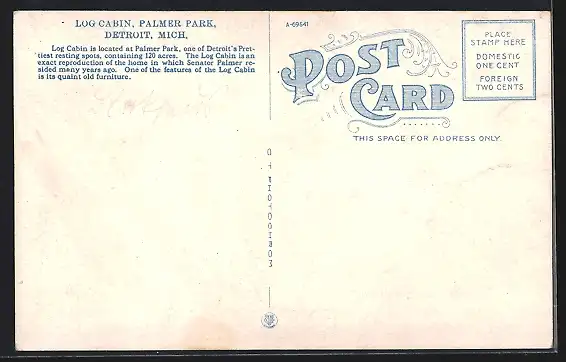 LOG CABIN, PALMER PARK,
DETROIT, MICH,
Log Cabin is located at Palmer Park, one of Detroit's Pret-
tiest resting spots, containing 120 acres. The Log Cabin is an
exact reproduction of the home in which Senator Palmer re-
sided many years ago. One of the features of the Log Cabin
is its quaint old furniture.
A-69641
POST
CARD
THIS SPACE FOR ADDRESS ONLY.
PLACE
STAMP HERE
DOMESTIC
ONE CENT
FOREIGN
TWO CENTS